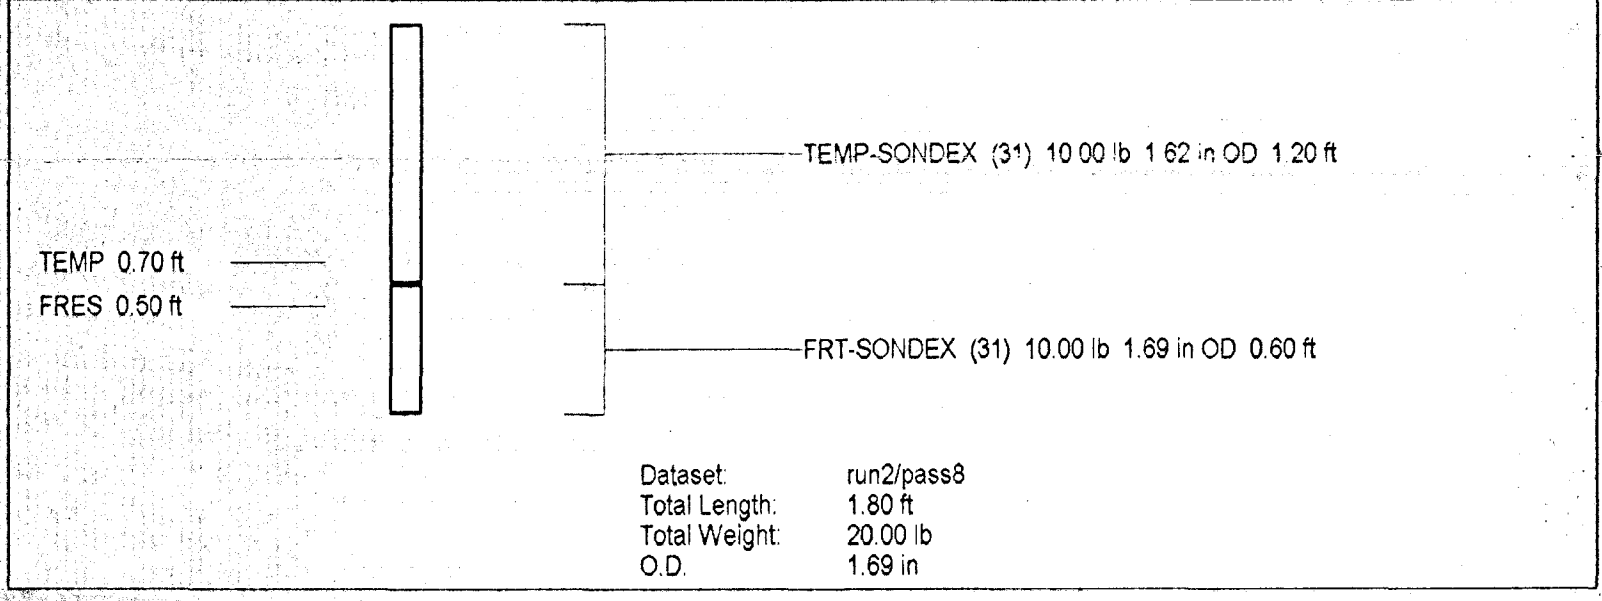 TEMP-SONDEX (31) 10.00 lb 1.62 in OD 1.20 ft
TEMP 0.70 ft
FRES 0.50 ft
FRT-SONDEX (31) 10.00 lb 1.69 in OD 0.60 ft
Dataset: run2/pass8
Total Length: 1.80 ft
Total Weight: 20.00 lb
O.D. 1.69 in